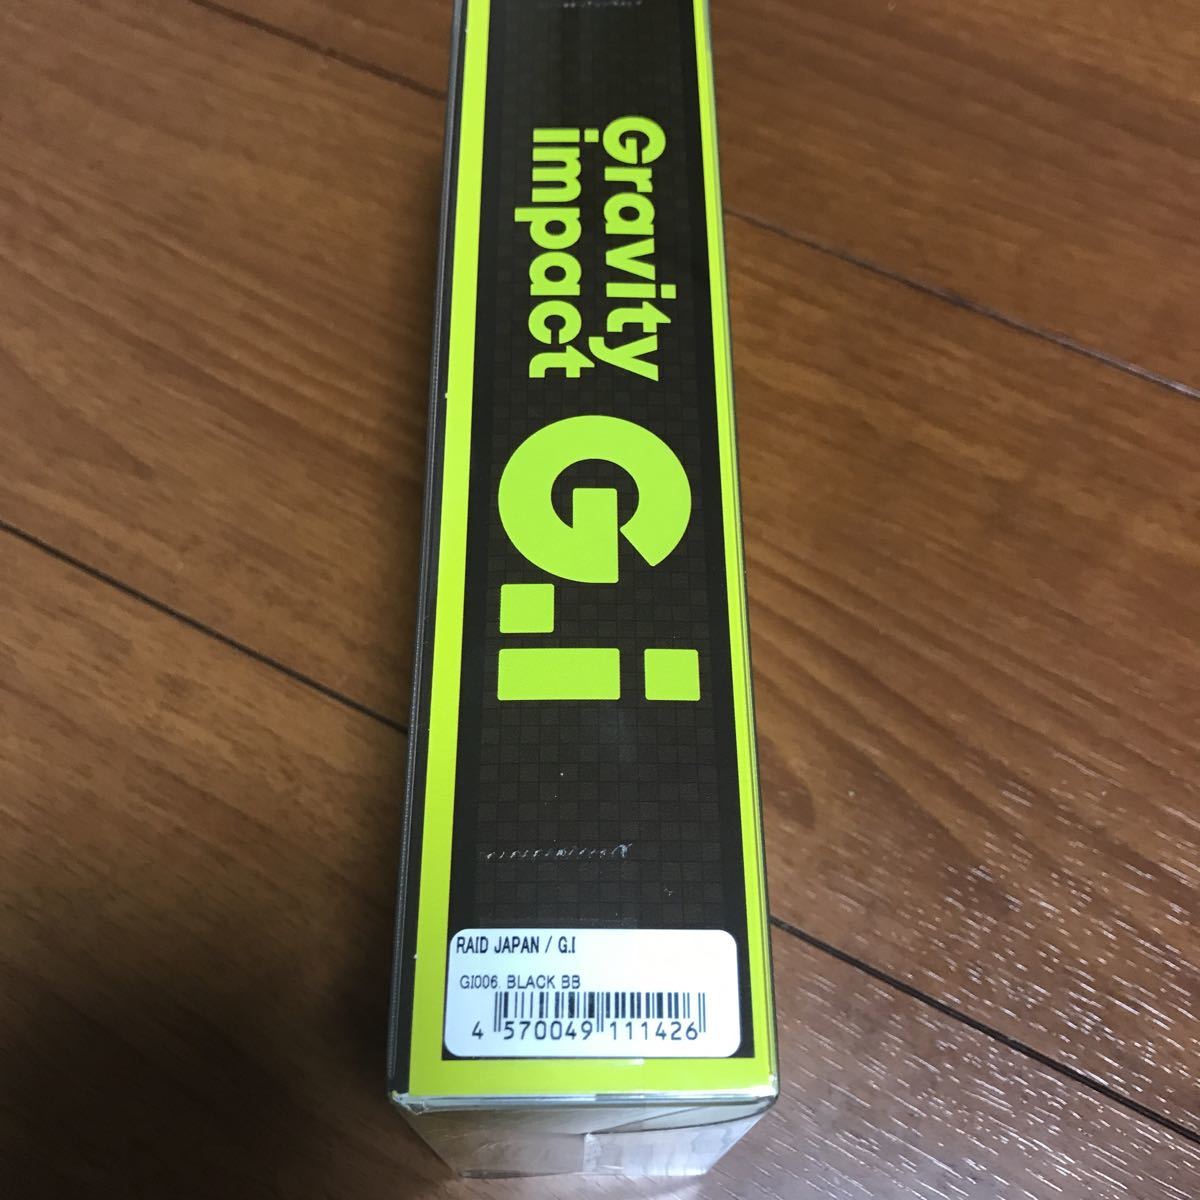 Gravity
impact
G.i
RAID JAPAN / G.I
GI006. BLACK BB
4 570049 111426